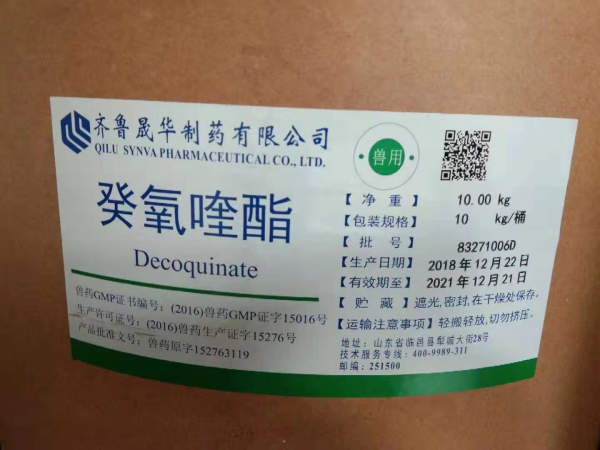 齐鲁晟华制药有限公司
QILU SYNVA PHARMACEUTICAL CO., LTD.
兽用
癸氧喹酯
Decoquinate
兽药GMP证书编号：(2016)兽药GMP证字15016号
生产许可证号：(2016)兽药生产证字15276号
产品批准文号：兽药原字152763119
【净重】 10.00 kg
【包装规格】 10 kg/桶
【批号】 83271006D
【生产日期】 2018年12月22日
【有效期至】 2021年12月21日
【贮藏】 遮光,密封,在干燥处保存。
【运输注意事项】 轻搬轻放,切勿挤压。
地址：山东省临邑县犁城大街28号
技术服务专线：400-9989-311
邮编：251500